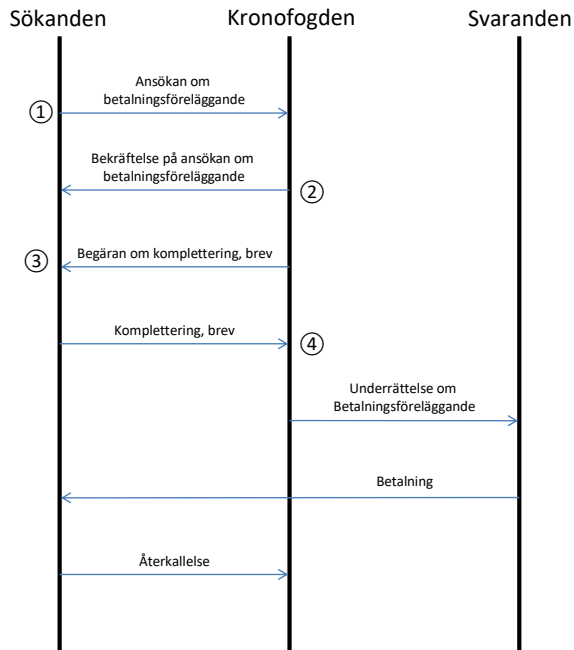 Sökanden Kronofogden Svaranden
Ansökan om
betalningsföreläggande
①
Bekräftelse på ansökan om
betalningsföreläggande
②
③ Begäran om komplettering, brev
Komplettering, brev ④
Underrättelse om
Betalningsföreläggande
Betalning
Återkallelse